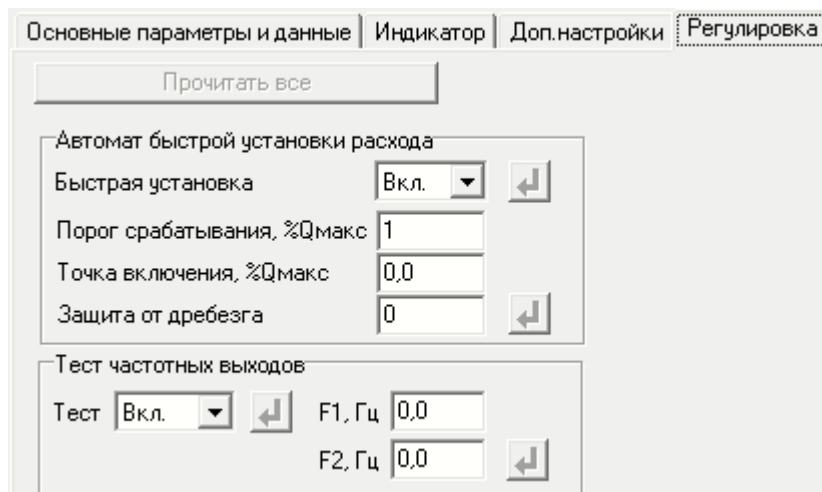 Основные параметры и данные Индикатор Доп.настройки Регулировка
Прочитать все
Автомат быстрой установки расхода
Быстрая установка Вкл.
Порог срабатывания, %Qмакс 1
Точка включения, %Qмакс 0,0
Защита от дребезга 0
Тест частотных выходов
Тест Вкл. F1, Гц 0,0
F2, Гц 0,0